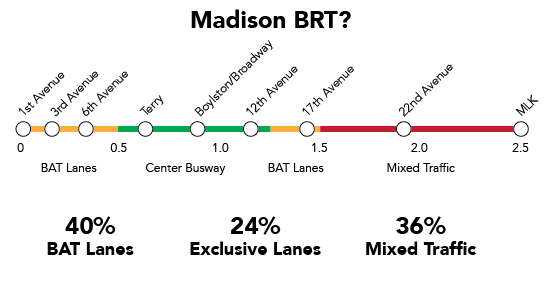 Madison BRT?
1st Avenue
3rd Avenue
6th Avenue
Terry
Boylston/Broadway
12th Avenue
17th Avenue
22nd Avenue
MLK
0 0.5 1.0 1.5 2.0 2.5
BAT Lanes Center Busway BAT Lanes Mixed Traffic
40% 24% 36%
BAT Lanes Exclusive Lanes Mixed Traffic